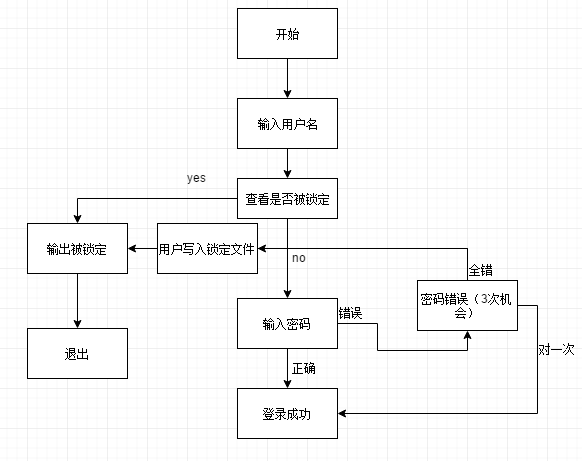 开始
输入用户名
yes
查看是否被锁定
输出被锁定
用户写入锁定文件
no
全错
密码错误（3次机
会）
错误
输入密码
对一次
退出
正确
登录成功